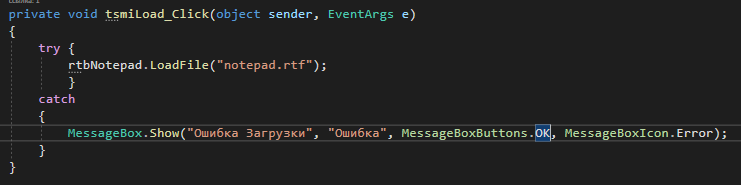 private void tsmiLoad_Click(object sender, EventArgs e)
{
try {
rtbNotepad.LoadFile("notepad.rtf");
}
catch
{
MessageBox.Show("Ошибка Загрузки", "Ошибка", MessageBoxButtons.OK, MessageBoxIcon.Error);
}
}